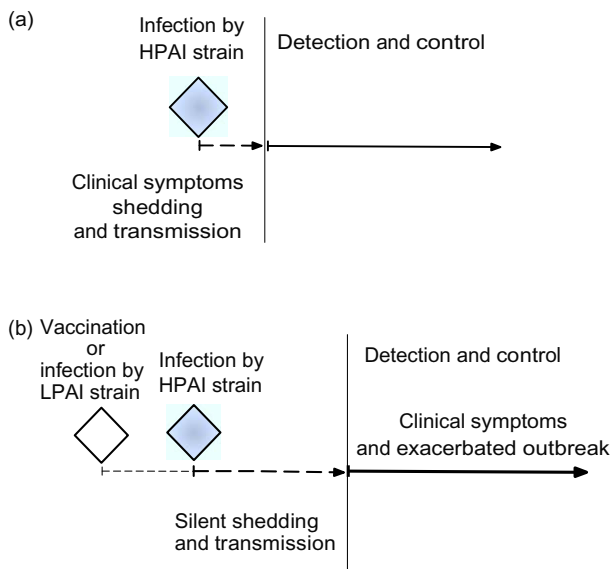 (a)
Infection by
HPAI strain
Detection and control
Clinical symptoms
shedding
and transmission
(b)
Vaccination
or
infection by
LPAI strain
Infection by
HPAI strain
Detection and control
Clinical symptoms
and exacerbated outbreak
Silent shedding
and transmission